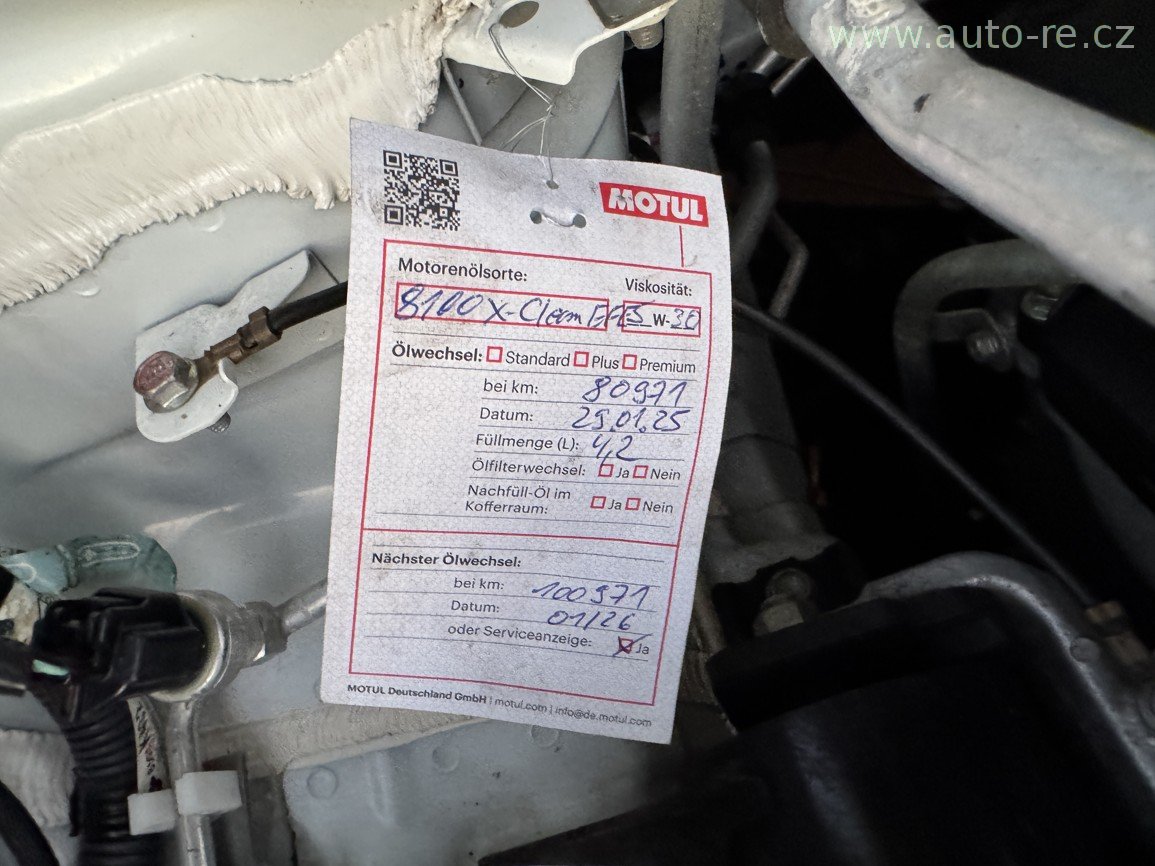 www.auto-re.cz
MOTUL
Motorenölsorte:
Viskosität:
8100 X-Clean EFE 5 W-30
Ölwechsel: Standard Plus Premium
bei km: 80971
Datum: 29.01.25
Füllmenge (L): 4,2
Ölfilterwechsel: Ja Nein
Nachfüll-Öl im
Kofferraum: Ja Nein
Nächster Ölwechsel:
bei km: 100971
Datum: 01/26
oder Serviceanzeige: Ja
MOTUL Deutschland GmbH | motul.com | info@de.motul.com